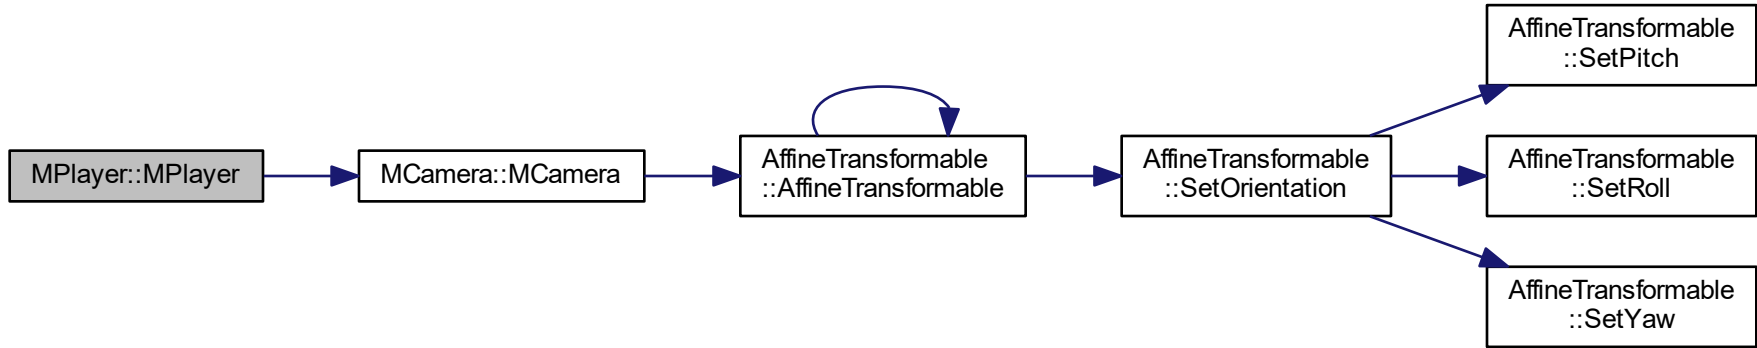 MPlayer::MPlayer
MCamera::MCamera
AffineTransformable
::AffineTransformable
AffineTransformable
::SetOrientation
AffineTransformable
::SetPitch
AffineTransformable
::SetRoll
AffineTransformable
::SetYaw